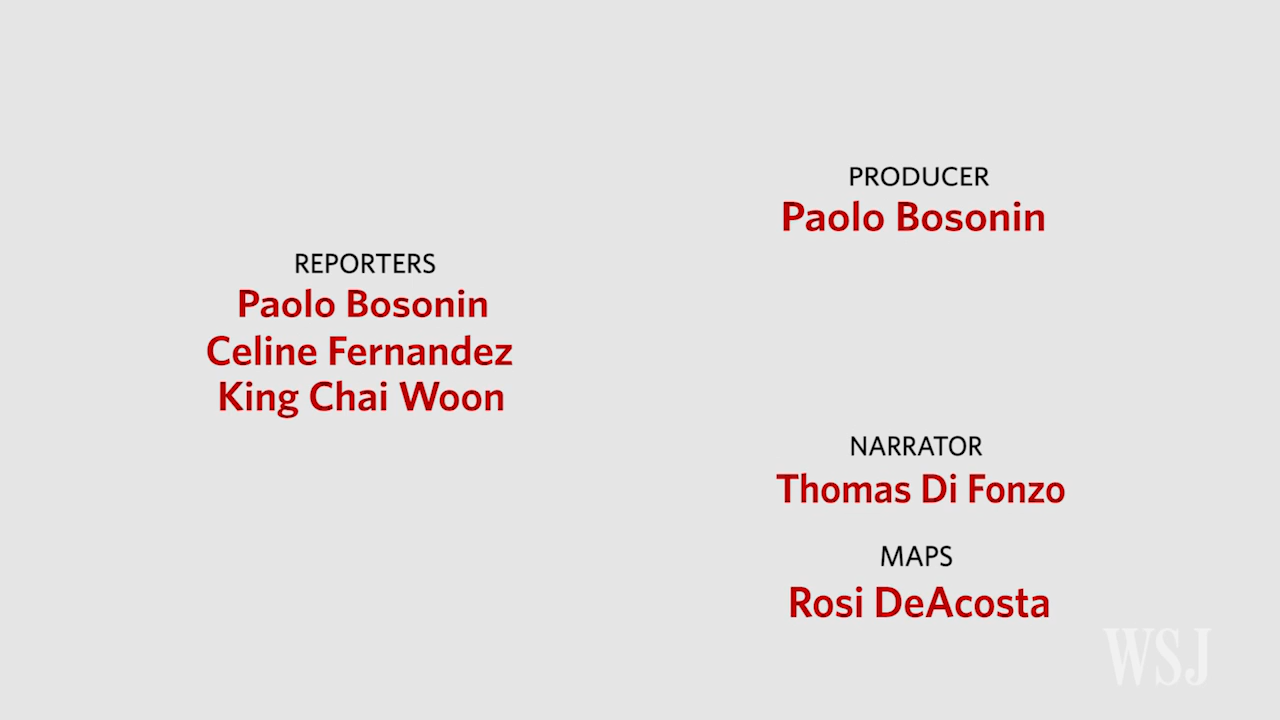 REPORTERS
Paolo Bosonin
Celine Fernandez
King Chai Woon
PRODUCER
Paolo Bosonin
NARRATOR
Thomas Di Fonzo
MAPS
Rosi DeAcosta
WSJ